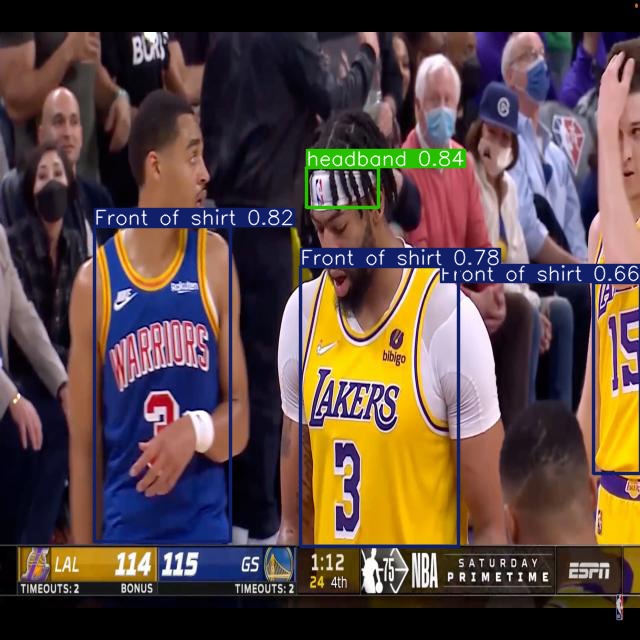 BOR
headband 0.84
Front of shirt 0.82
Front of shirt 0.78
Front of shirt 0.66
Rakuten
WARRIORS
3
bibigo
LAKERS
3
15
LAL 114 115 GS 1:12 75 NBA SATURDAY PRIMETIME ESPN
TIMEOUTS: 2 BONUS TIMEOUTS: 2 24 4th